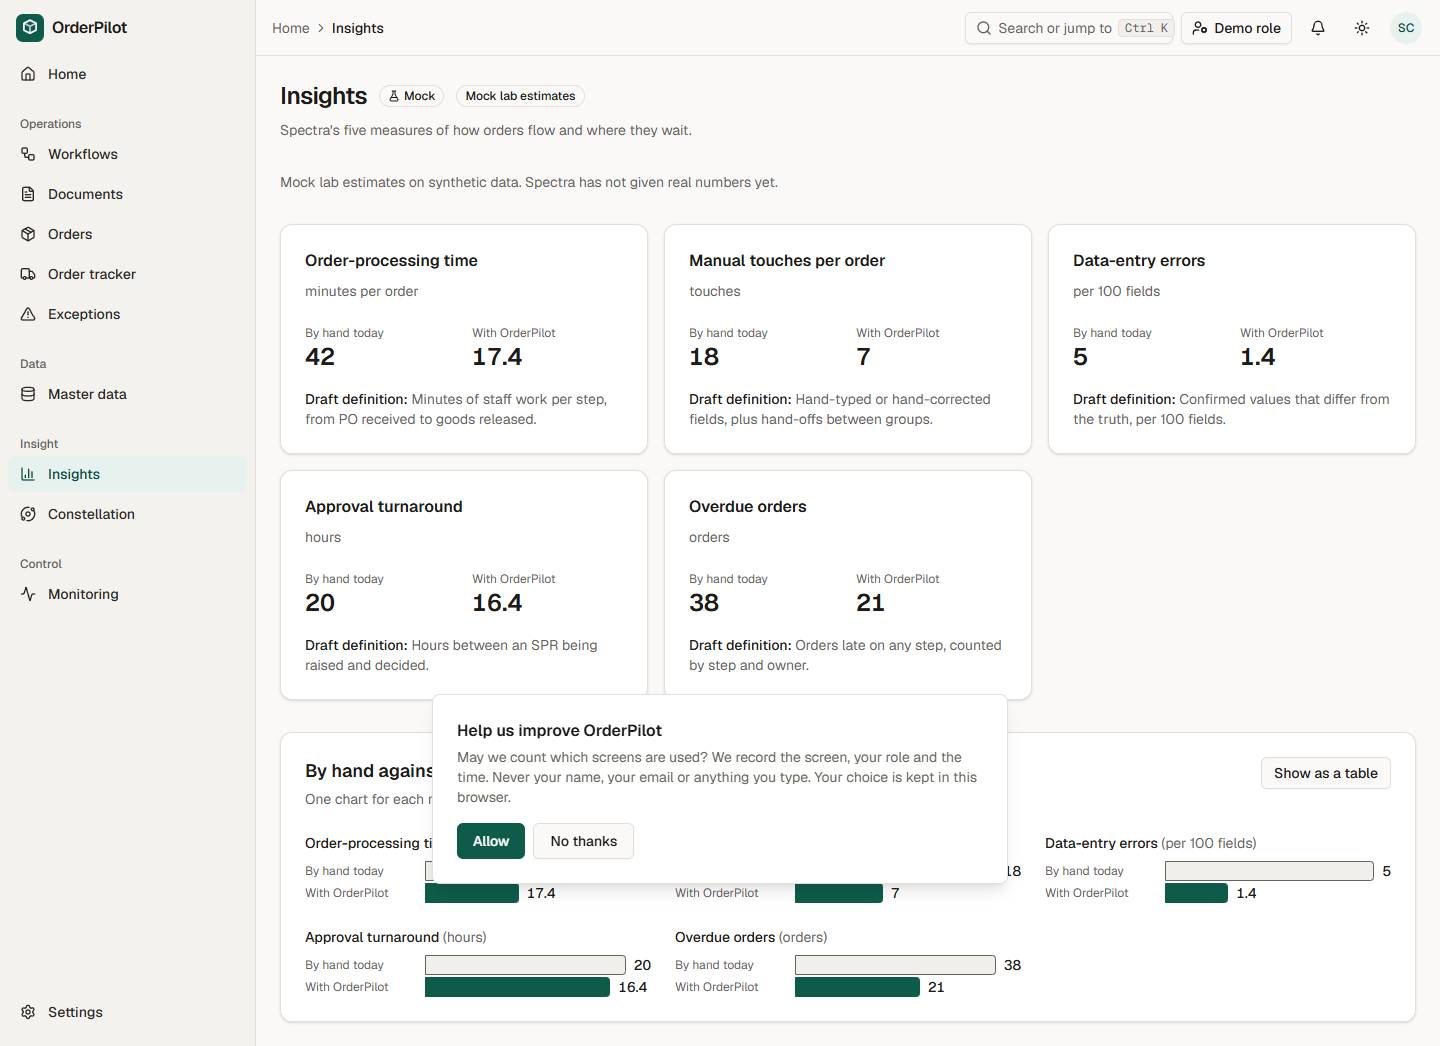 OrderPilot
Home
Operations
Workflows
Documents
Orders
Order tracker
Exceptions
Data
Master data
Insight
Insights
Constellation
Control
Monitoring
Settings
Home > Insights
Search or jump to Ctrl K
Demo role
SC
Insights
Mock
Mock lab estimates
Spectra's five measures of how orders flow and where they wait.
Mock lab estimates on synthetic data. Spectra has not given real numbers yet.
Order-processing time
minutes per order
By hand today With OrderPilot
42 17.4
Draft definition: Minutes of staff work per step,
from PO received to goods released.
Manual touches per order
touches
By hand today With OrderPilot
18 7
Draft definition: Hand-typed or hand-corrected
fields, plus hand-offs between groups.
Data-entry errors
per 100 fields
By hand today With OrderPilot
5 1.4
Draft definition: Confirmed values that differ from
the truth, per 100 fields.
Approval turnaround
hours
By hand today With OrderPilot
20 16.4
Draft definition: Hours between an SPR being
raised and decided.
Overdue orders
orders
By hand today With OrderPilot
38 21
Draft definition: Orders late on any step, counted
by step and owner.
Help us improve OrderPilot
May we count which screens are used? We record the screen, your role and the
time. Never your name, your email or anything you type. Your choice is kept in this
browser.
Allow
No thanks
By hand
Show as a table
One chart for each
Order-processing
By hand today
With OrderPilot 17.4
18
With OrderPilot 7
Data-entry errors (per 100 fields)
By hand today 5
With OrderPilot 1.4
Approval turnaround (hours)
By hand today 20
With OrderPilot 16.4
Overdue orders (orders)
By hand today 38
With OrderPilot 21